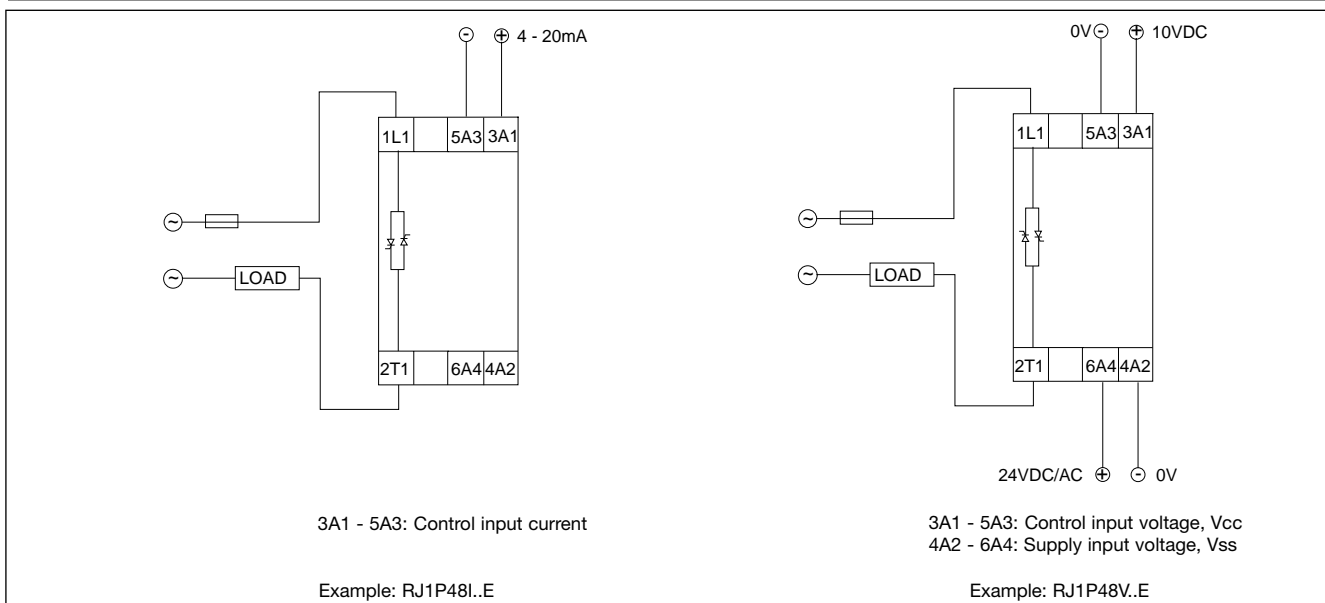 - + 4 - 20mA
1L1 5A3 3A1
~
~ LOAD
2T1 6A4 4A2
3A1 - 5A3: Control input current
Example: RJ1P48I..E
0V - + 10VDC
1L1 5A3 3A1
~
~ LOAD
2T1 6A4 4A2
24VDC/AC + - 0V
3A1 - 5A3: Control input voltage, Vcc
4A2 - 6A4: Supply input voltage, Vss
Example: RJ1P48V..E